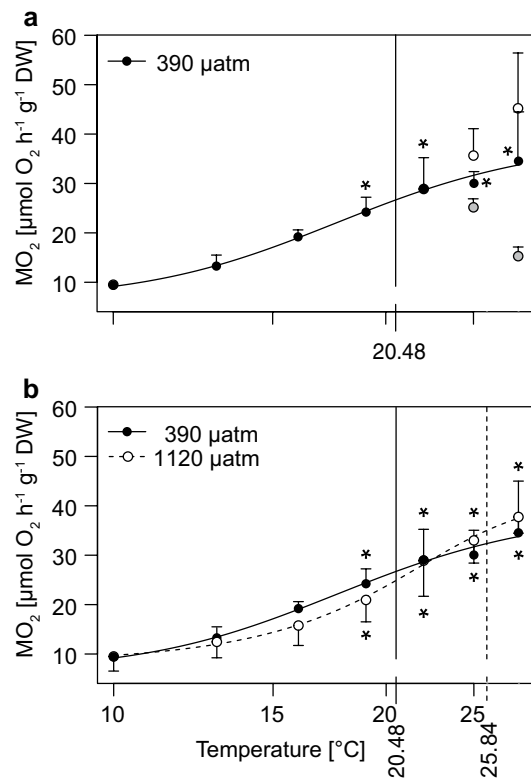 a
60
50
40
30
20
10
MO₂ [µmol O₂ h⁻¹ g⁻¹ DW]
390 µatm
*
*
*
*
20.48
b
60
50
40
30
20
10
MO₂ [µmol O₂ h⁻¹ g⁻¹ DW]
390 µatm
1120 µatm
* * * *
* * * *
10 15 20 25
Temperature [°C]
20.48
25.84